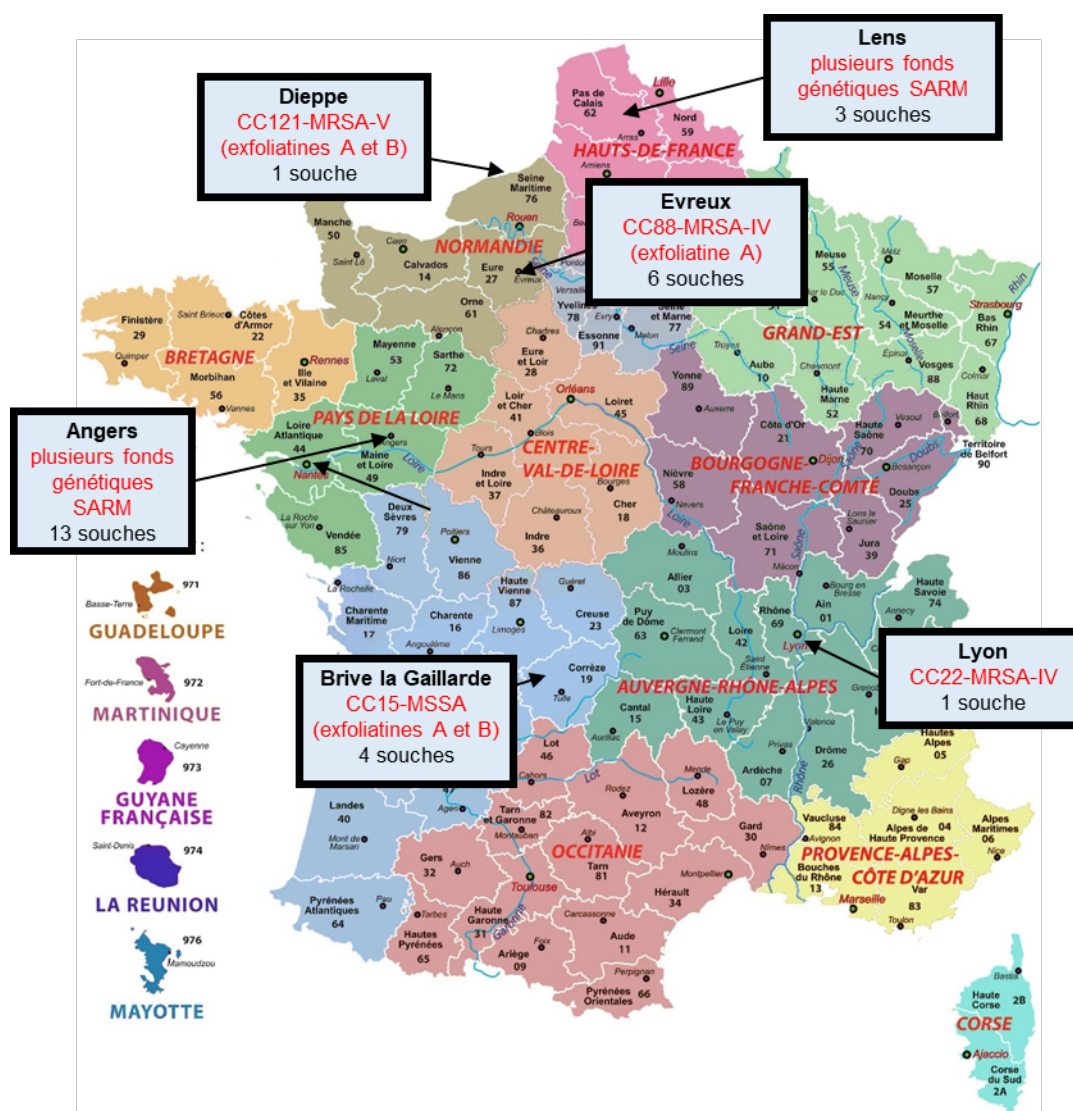 Lens
plusieurs fonds
génétiques SARM
3 souches
Dieppe
CC121-MRSA-V
(exfoliatines A et B)
1 souche
Evreux
CC88-MRSA-IV
(exfoliatine A)
6 souches
Angers
plusieurs fonds
génétiques
SARM
13 souches
Brive la Gaillarde
CC15-MSSA
(exfoliatines A et B)
4 souches
Lyon
CC22-MRSA-IV
1 souche
HAUTS-DE-FRANCE
Pas de
Calais
62
Lille
Nord
59
Arras
Amiens
NORMANDIE
Seine
Maritime
76
Rouen
Manche
50
Saint Lô
Caen
Calvados
14
Eure
27
Evreux
Orne
61
Alençon
Seine
Versailles
Yvelines
78
Evry
Essonne
91
Melun
Seine et
Marne
77
BRETAGNE
Finistère
29
Quimper
Saint Brieuc
Côtes
d'Armor
22
Morbihan
56
Vannes
Rennes
Ille
et Vilaine
35
PAYS DE LA LOIRE
Mayenne
53
Laval
Sarthe
72
Le Mans
Loire
Atlantique
44
Nantes
Angers
Maine
et Loire
49
Loire
La Roche
sur Yon
Vendée
85
CENTRE-
VAL-DE-LOIRE
Chartres
Eure
et Loir
28
Orléans
Loiret
45
Loir
et Cher
41
Blois
Tours
Indre
et Loire
37
Bourges
Cher
18
Châteauroux
Indre
36
GRAND-EST
Meuse
55
Meuse
Bar le Duc
Metz
Moselle
57
Nancy
Meurthe
et Moselle
54
Moselle
Strasbourg
Rhin
Bas
Rhin
67
Epinal
Vosges
88
Colmar
Haut
Rhin
68
Seine
Troyes
Aube
10
Chaumont
Haute
Marne
52
BOURGOGNE-
FRANCHE-COMTÉ
Yonne
89
Auxerre
Côte d'Or
21
Dijon
Saône
Vesoul
Haute
Saône
70
Belfort
Territoire
de Belfort
90
Doubs
Besançon
Doubs
25
Nièvre
58
Nevers
Loire
Saône
et Loire
71
Mâcon
Saône
Lons le
Saunier
Jura
39
Deux
Sèvres
79
Niort
Poitiers
Vienne
86
La Rochelle
Charente
Maritime
17
Charente
16
Angoulême
Haute
Vienne
87
Limoges
Guéret
Creuse
23
Corrèze
19
Tulle
47
Agen
Landes
40
Mont de
Marsan
Pyrénées
Atlantiques
64
Pau
AUVERGNE-RHÔNE-ALPES
Moulins
Allier
03
Puy
de Dôme
63
Clermont
Ferrand
Loire
42
Saint
Étienne
Rhône
69
Lyon
Bourg en
Bresse
Ain
01
Haute
Savoie
74
Annecy
Cantal
15
Aurillac
Haute
Loire
43
Le Puy
en Velay
Privas
Ardèche
07
Valence
Drôme
26
Rhône
OCCITANIE
Lot
46
Cahors
Lot
Mende
Lozère
48
Rodez
Aveyron
12
Tarn
et Garonne
82
Montauban
Albi
Tarn
81
Gard
30
Nîmes
Gers
32
Auch
Toulouse
Montpellier
Hérault
34
Tarbes
Hautes
Pyrénées
65
Haute
Garonne
31
Garonne
Ariège
09
Foix
Carcassonne
Aude
11
Perpignan
Pyrénées
Orientales
66
PROVENCE-ALPES-
CÔTE D'AZUR
Hautes
Alpes
05
Gap
Digne les Bains
Alpes de
Haute Provence
04
Alpes
Maritimes
06
Nice
Vaucluse
84
Avignon
Bouches
du Rhône
13
Marseille
Var
83
Toulon
CORSE
Bastia
Haute
Corse
2B
Ajaccio
Corse
du Sud
2A
:
971
Basse-Terre
GUADELOUPE
Fort-de-France
972
MARTINIQUE
Cayenne
973
GUYANE
FRANÇAISE
Saint-Denis
974
LA REUNION
976
Mamoudzou
MAYOTTE